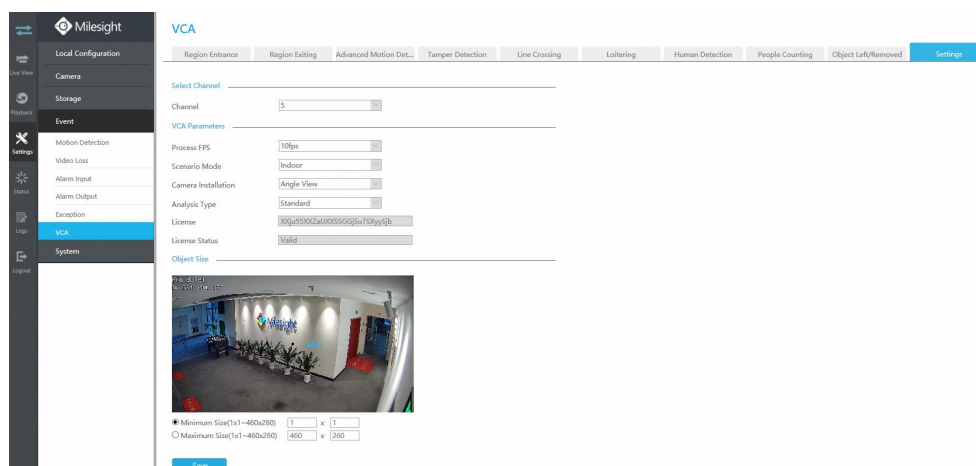 Milesight
Live View
Playback
Settings
Status
Logs
Logout
Local Configuration
Camera
Storage
Event
Motion Detection
Video Loss
Alarm Input
Alarm Output
Exception
VCA
System
VCA
Region Entrance Region Exiting Advanced Motion Det... Tamper Detection Line Crossing Loitering Human Detection People Counting Object Left/Removed Settings
Select Channel
Channel 5
VCA Parameters
Process FPS 10fps
Scenario Mode Indoor
Camera Installation Angle View
Analysis Type Standard
License
License Status Valid
Object Size
Pro Bullet
Milesight
Minimum Size(1x1~460x260) 1 x 1
Maximum Size(1x1~460x260) 460 x 260
Save